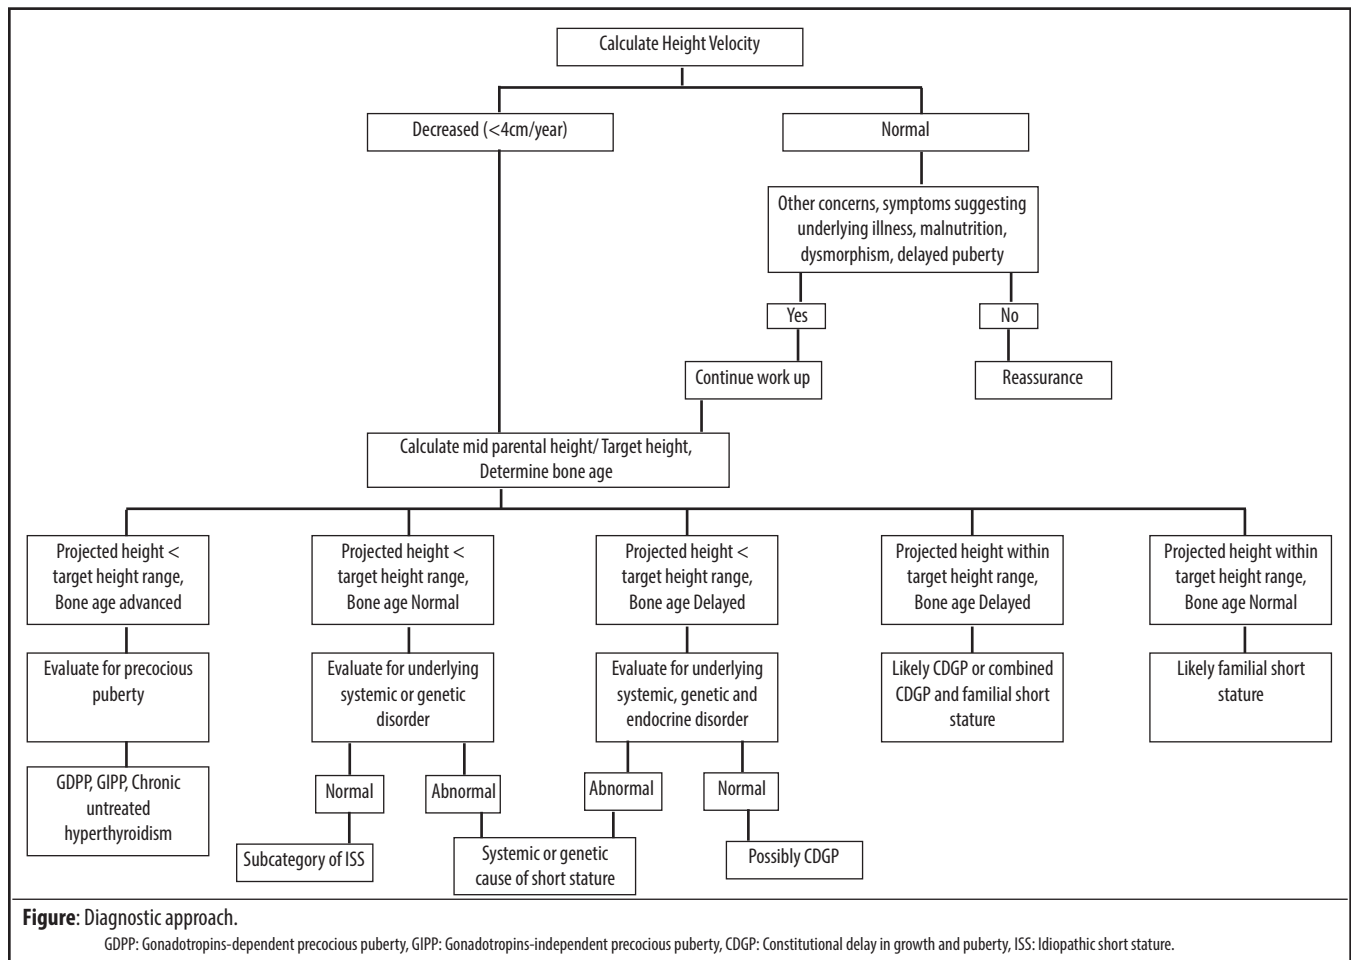 Calculate Height Velocity
Decreased (<4cm/year)
Normal
Other concerns, symptoms suggesting
underlying illness, malnutrition,
dysmorphism, delayed puberty
Yes
No
Continue work up
Reassurance
Calculate mid parental height/ Target height,
Determine bone age
Projected height <
target height range,
Bone age advanced
Projected height <
target height range,
Bone age Normal
Projected height <
target height range,
Bone age Delayed
Projected height within
target height range,
Bone age Delayed
Projected height within
target height range,
Bone age Normal
Evaluate for precocious
puberty
Evaluate for underlying
systemic or genetic
disorder
Evaluate for underlying
systemic, genetic and
endocrine disorder
Likely CDGP or combined
CDGP and familial short
stature
Likely familial short
stature
GDPP, GIPP, Chronic
untreated
hyperthyroidism
Normal
Abnormal
Abnormal
Normal
Subcategory of ISS
Systemic or genetic
cause of short stature
Possibly CDGP
Figure: Diagnostic approach.
GDPP: Gonadotropins-dependent precocious puberty, GIPP: Gonadotropins-independent precocious puberty, CDGP: Constitutional delay in growth and puberty, ISS: Idiopathic short stature.